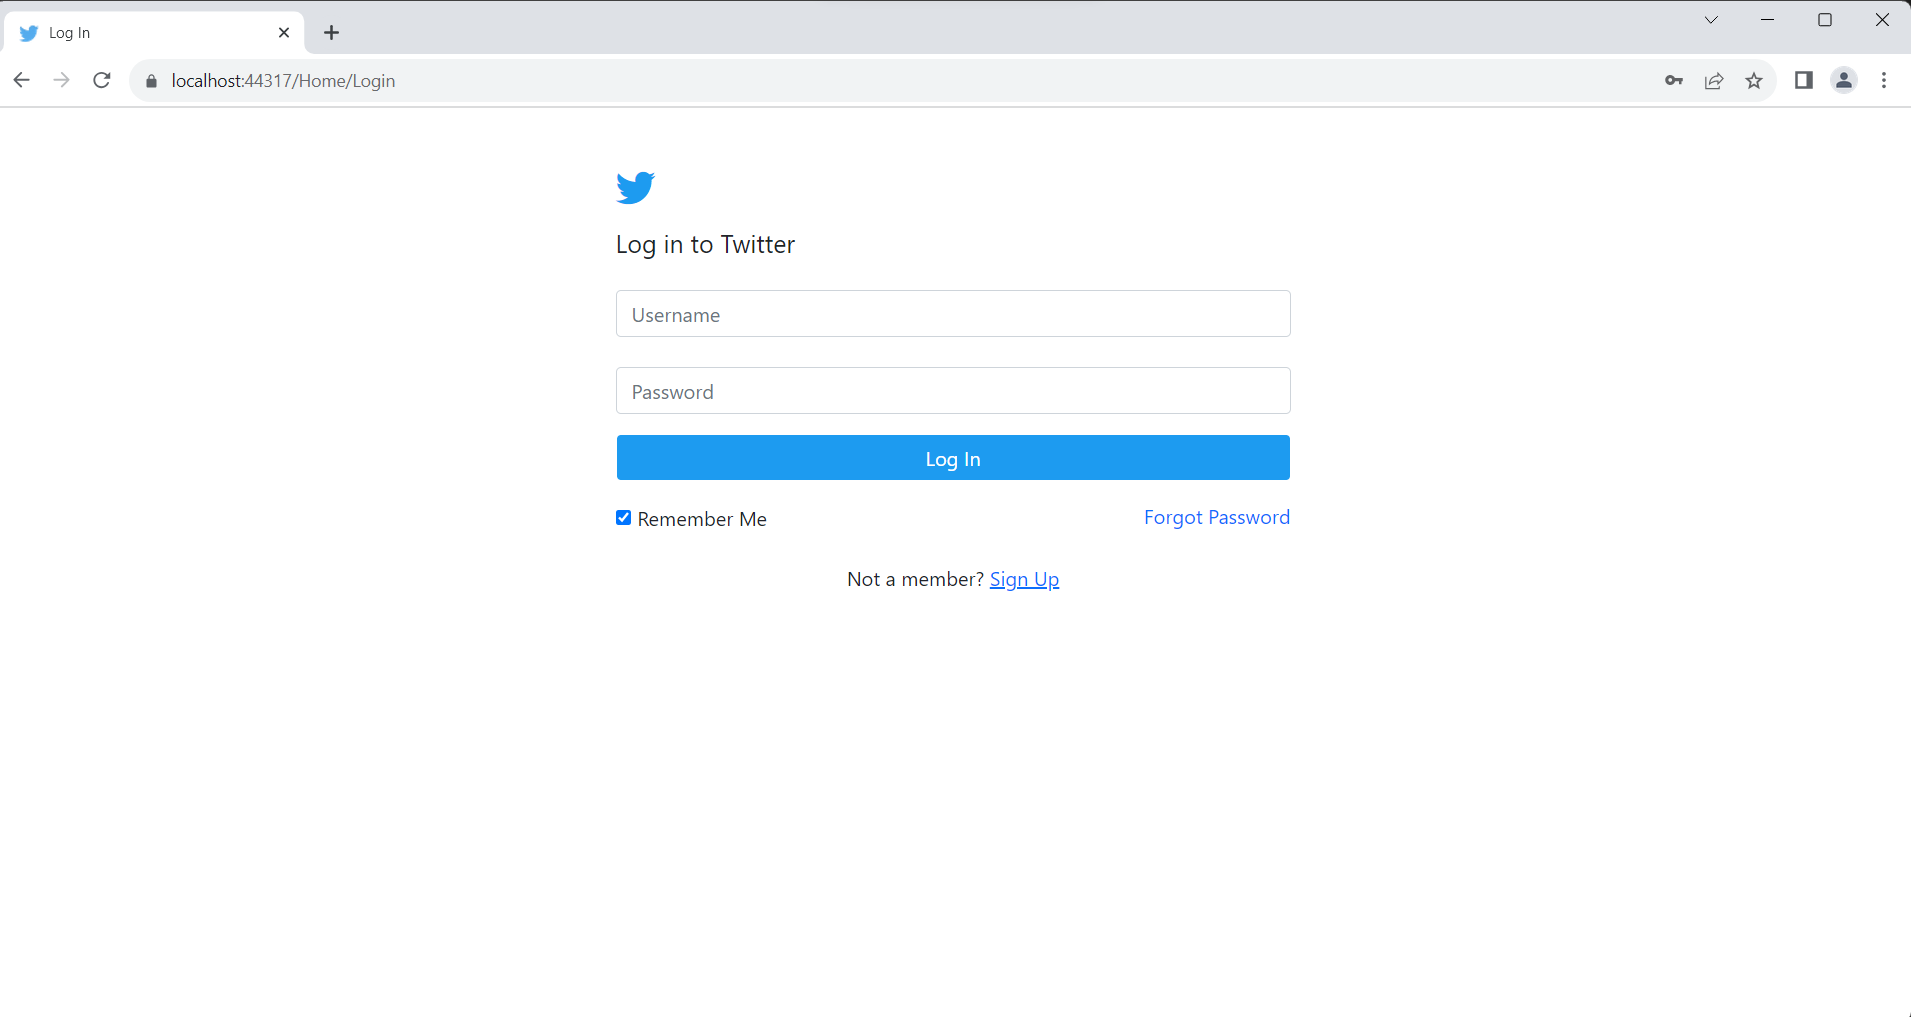 Log In
localhost:44317/Home/Login
Log in to Twitter
Username
Password
Log In
Remember Me
Forgot Password
Not a member? Sign Up